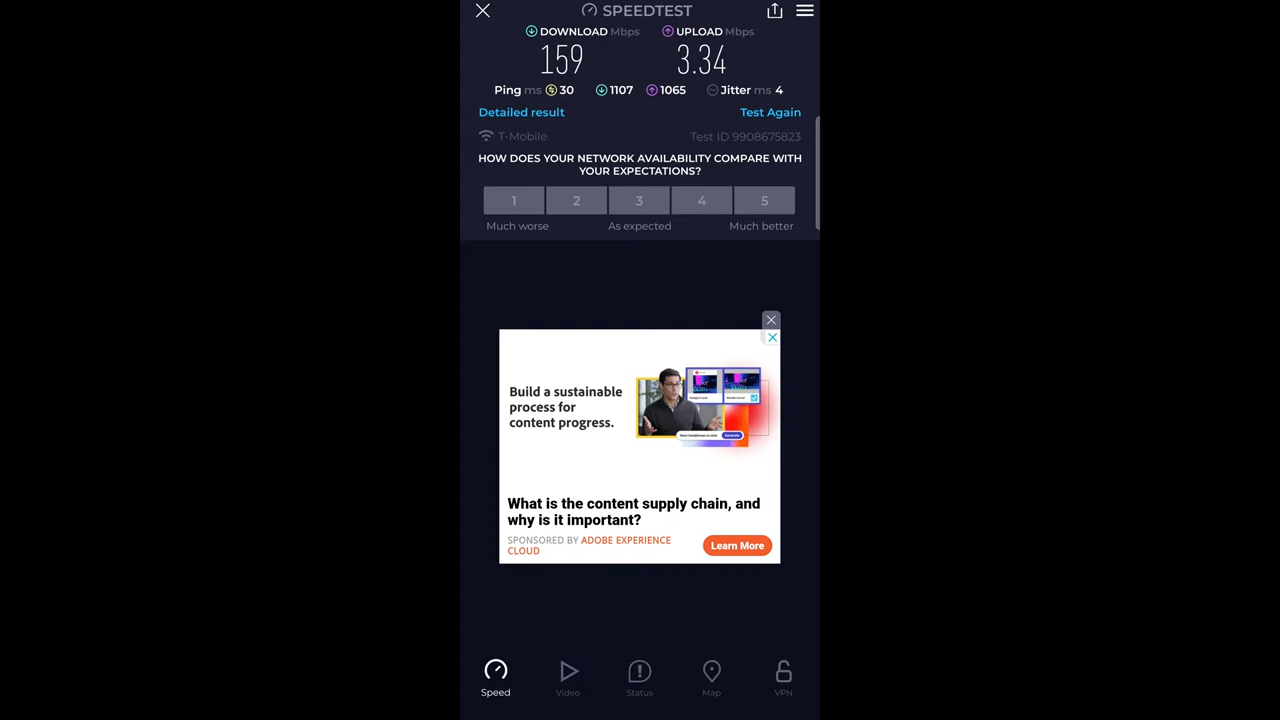 SPEEDTEST
DOWNLOAD Mbps UPLOAD Mbps
159 3.34
Ping ms 30 1107 1065 Jitter ms 4
Detailed result Test Again
T-Mobile Test ID 9908675823
HOW DOES YOUR NETWORK AVAILABILITY COMPARE WITH
YOUR EXPECTATIONS?
1 2 3 4 5
Much worse As expected Much better
Build a sustainable
process for
content progress.
Generate
What is the content supply chain, and
why is it important?
SPONSORED BY ADOBE EXPERIENCE
CLOUD
Learn More
Speed Video Status Map VPN